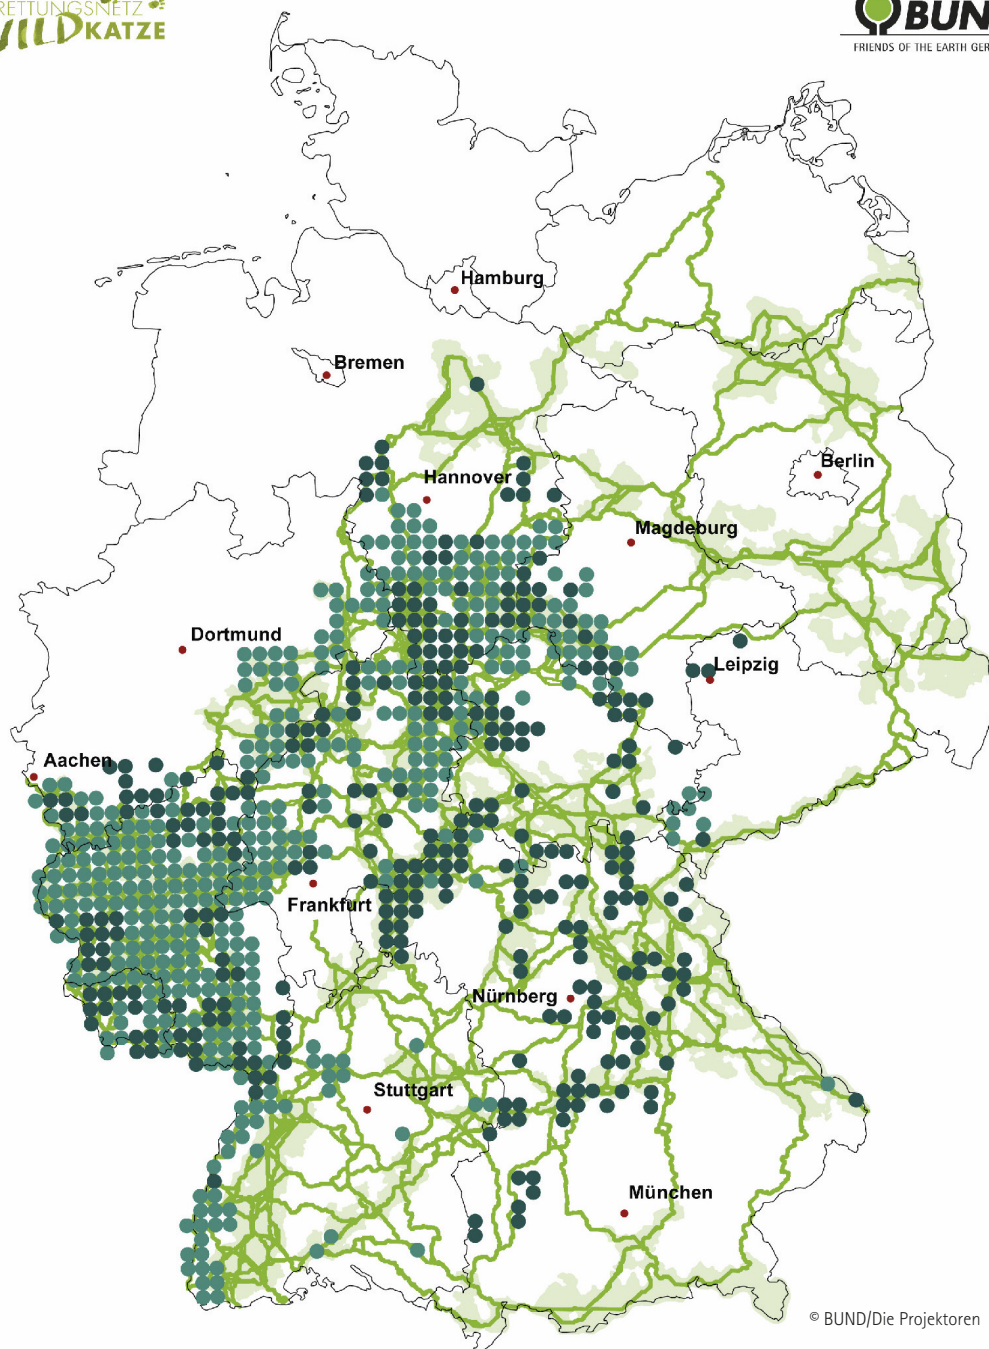 RETTUNGSNETZ
WILDKATZE
BUN
FRIENDS OF THE EARTH GER
Hamburg
Bremen
Hannover
Berlin
Magdeburg
Dortmund
Leipzig
Aachen
Frankfurt
Nürnberg
Stuttgart
München
© BUND/Die Projektoren